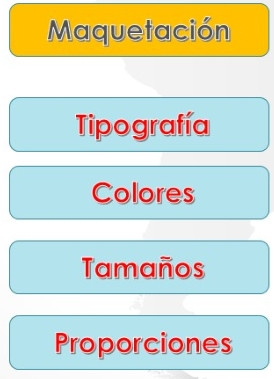 Maquetación
Tipografía
Colores
Tamaños
Proporciones